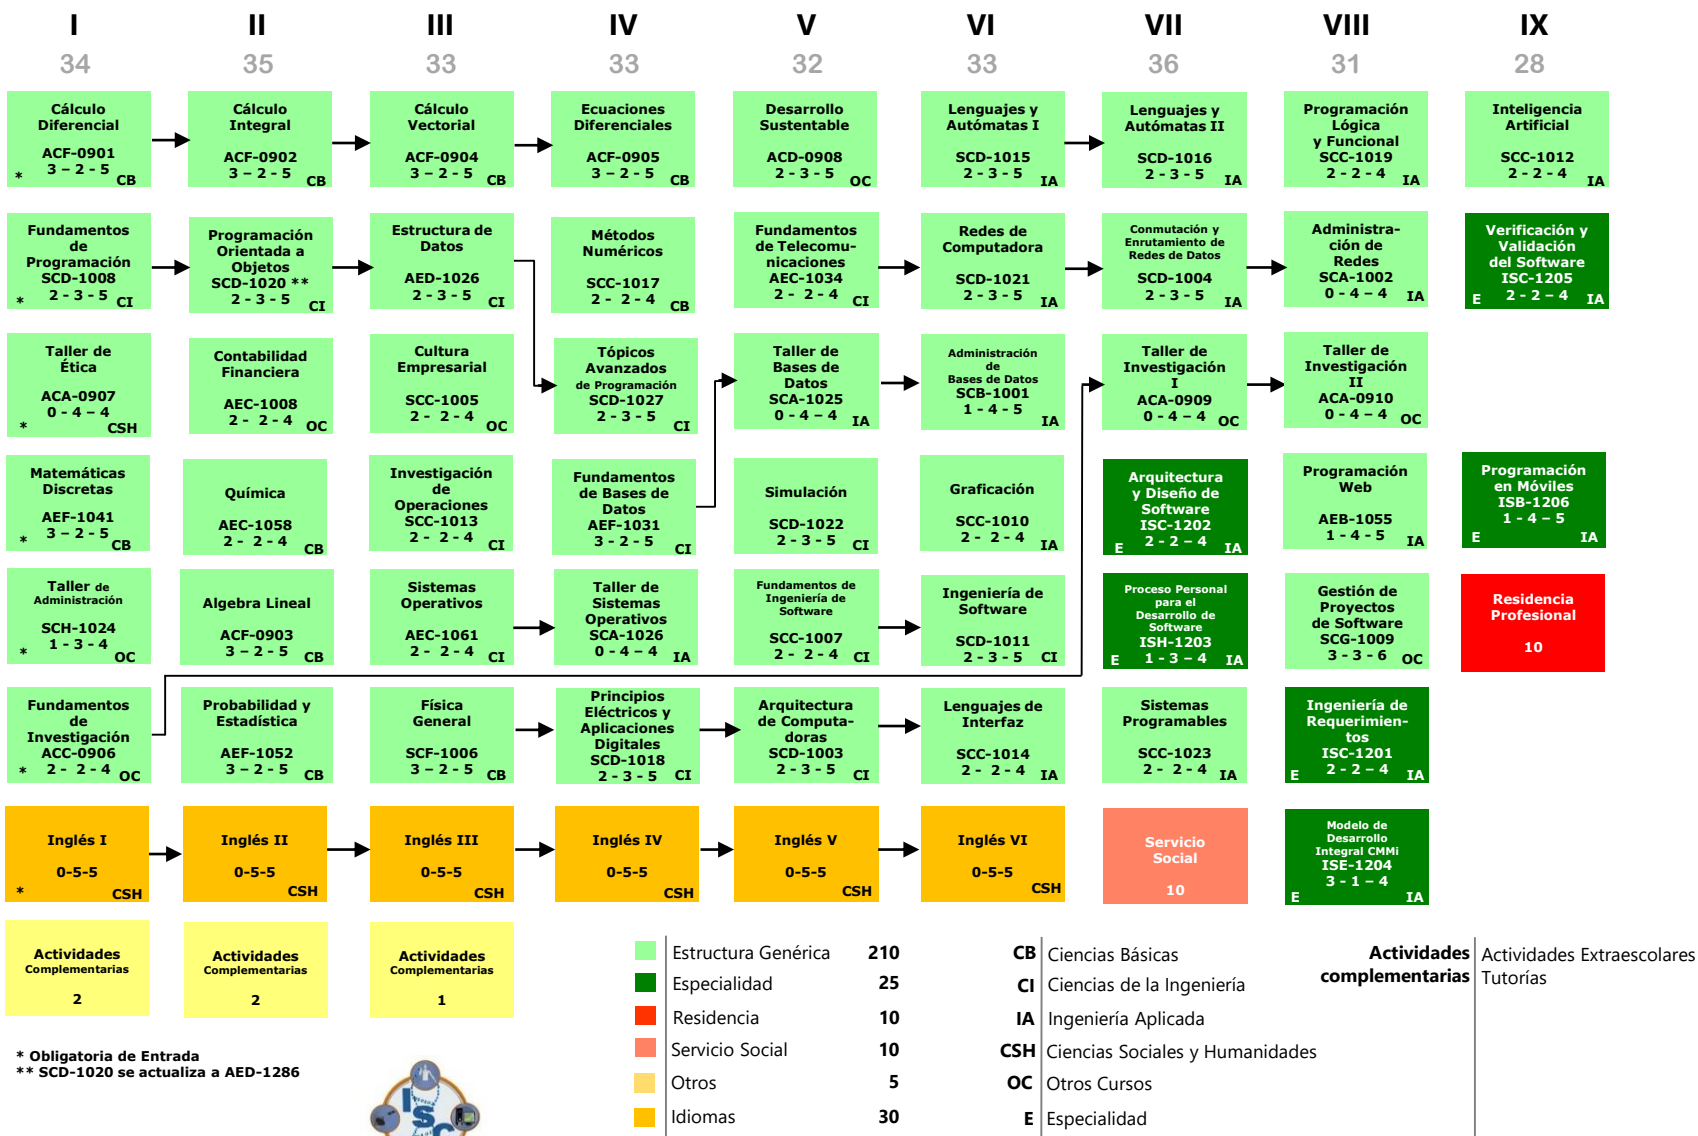 I
II
III
IV
V
VI
VII
VIII
IX
34
35
33
33
32
33
36
31
28
Cálculo
Diferencial
ACF-0901
3 – 2 - 5
*
CB
Cálculo
Integral
ACF-0902
3 – 2 - 5
CB
Cálculo
Vectorial
ACF-0904
3 – 2 - 5
CB
Ecuaciones
Diferenciales
ACF-0905
3 – 2 - 5
CB
Desarrollo
Sustentable
ACD-0908
2 - 3 - 5
OC
Lenguajes y
Autómatas I
SCD-1015
2 - 3 - 5
IA
Lenguajes y
Autómatas II
SCD-1016
2 - 3 - 5
IA
Programación
Lógica
y Funcional
SCC-1019
2 - 2 - 4
IA
Inteligencia
Artificial
SCC-1012
2 - 2 - 4
IA
Fundamentos
de
Programación
SCD-1008
* 2 - 3 - 5 CI
Programación
Orientada a
Objetos
SCD-1020 **
2 - 3 - 5
CI
Estructura de
Datos
AED-1026
2 - 3 - 5 CI
Métodos
Numéricos
SCC-1017
2 - 2 - 4
CB
Fundamentos
de Telecomu-
nicaciones
AEC-1034
2 - 2 - 4 CI
Redes de
Computadora
SCD-1021
2 - 3 - 5
IA
Conmutación y
Enrutamiento de
Redes de Datos
SCD-1004
2 - 3 - 5
IA
Administra-
ción de
Redes
SCA-1002
0 - 4 – 4 IA
Verificación y
Validación
del Software
ISC-1205
E 2 - 2 – 4 IA
Taller de
Ética
ACA-0907
0 - 4 – 4
*
CSH
Contabilidad
Financiera
AEC-1008
2 - 2 - 4 OC
Cultura
Empresarial
SCC-1005
2 - 2 - 4 OC
Tópicos
Avanzados
de Programación
SCD-1027
2 - 3 - 5
CI
Taller de
Bases de
Datos
SCA-1025
0 - 4 – 4 IA
Administración
de
Bases de Datos
SCB-1001
1 - 4 - 5
IA
Taller de
Investigación
I
ACA-0909
0 - 4 – 4 OC
Taller de
Investigación
II
ACA-0910
0 - 4 – 4 OC
Matemáticas
Discretas
AEF-1041
* 3 – 2 - 5
CB
Química
AEC-1058
2 - 2 - 4
CB
Investigación
de
Operaciones
SCC-1013
2 - 2 - 4
CI
Fundamentos
de Bases de
Datos
AEF-1031
3 - 2 - 5
CI
Simulación
SCD-1022
2 - 3 - 5 CI
Graficación
SCC-1010
2 - 2 - 4
IA
Arquitectura
y Diseño de
Software
ISC-1202
2 - 2 – 4
E
IA
Programación
Web
AEB-1055
1 - 4 - 5
IA
Programación
en Móviles
ISB-1206
1 - 4 – 5
E
IA
Taller de
Administración
SCH-1024
1 - 3 - 4
*
OC
Algebra Lineal
ACF-0903
3 – 2 - 5 CB
Sistemas
Operativos
AEC-1061
2 - 2 - 4
CI
Taller de
Sistemas
Operativos
SCA-1026
0 - 4 – 4
IA
Fundamentos de
Ingeniería de
Software
SCC-1007
2 - 2 - 4 CI
Ingeniería de
Software
SCD-1011
2 - 3 - 5 CI
Proceso Personal
para el
Desarrollo de
Software
ISH-1203
E 1 - 3 – 4 IA
Gestión de
Proyectos
de Software
SCG-1009
3 - 3 - 6 OC
Residencia
Profesional
10
Fundamentos
de
Investigación
ACC-0906
* 2 - 2 - 4 OC
Probabilidad y
Estadística
AEF-1052
3 – 2 - 5
CB
Física
General
SCF-1006
3 – 2 - 5
CB
Principios
Eléctricos y
Aplicaciones
Digitales
SCD-1018
2 - 3 - 5 CI
Arquitectura
de Computa-
doras
SCD-1003
2 - 3 - 5
CI
Lenguajes de
Interfaz
SCC-1014
2 - 2 - 4 IA
Sistemas
Programables
SCC-1023
2 - 2 - 4 IA
Ingeniería de
Requerimien-
tos
ISC-1201
2 - 2 – 4
E
IA
Inglés I
0-5-5
*
CSH
Inglés II
0-5-5
CSH
Inglés III
0-5-5
CSH
Inglés IV
0-5-5
CSH
Inglés V
0-5-5
CSH
Inglés VI
0-5-5
CSH
Servicio
Social
10
Modelo de
Desarrollo
Integral CMMi
ISE-1204
3 - 1 – 4
E
IA
Actividades
Complementarias
2
Actividades
Complementarias
2
Actividades
Complementarias
1
Estructura Genérica 210
Especialidad 25
Residencia 10
Servicio Social 10
Otros 5
Idiomas 30
CB Ciencias Básicas
CI Ciencias de la Ingeniería
IA Ingeniería Aplicada
CSH Ciencias Sociales y Humanidades
OC Otros Cursos
E Especialidad
Actividades
complementarias
Actividades Extraescolares
Tutorías
* Obligatoria de Entrada
** SCD-1020 se actualiza a AED-1286
ISC